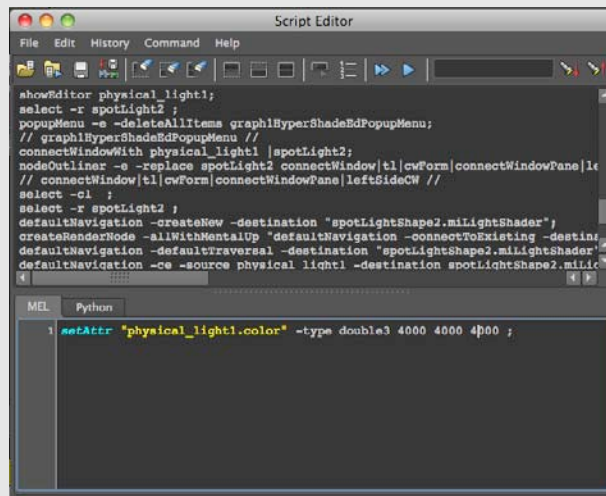 Script Editor
File Edit History Command Help
showEditor physical_light1;
select -r spotLight2 ;
popupMenu -e -deleteAllItems graph1HyperShadeEdPopupMenu;
// graph1HyperShadeEdPopupMenu //
connectWindowWith physical_light1 |spotLight2;
nodeOutliner -e -replace spotLight2 connectWindow|tl|cwForm|connectWindowPane|le
// connectWindow|tl|cwForm|connectWindowPane|leftSideCW //
select -cl ;
select -r spotLight2 ;
defaultNavigation -createNew -destination "spotLightShape2.miLightShader";
createRenderNode -allWithMentalUp "defaultNavigation -connectToExisting -destina
defaultNavigation -defaultTraversal -destination "spotLightShape2.miLightShader"
defaultNavigation -ce -source physical_light1 -destination spotLightShape2.miLig
MEL Python
1 setAttr "physical_light1.color" -type double3 4000 4000 4000 ;